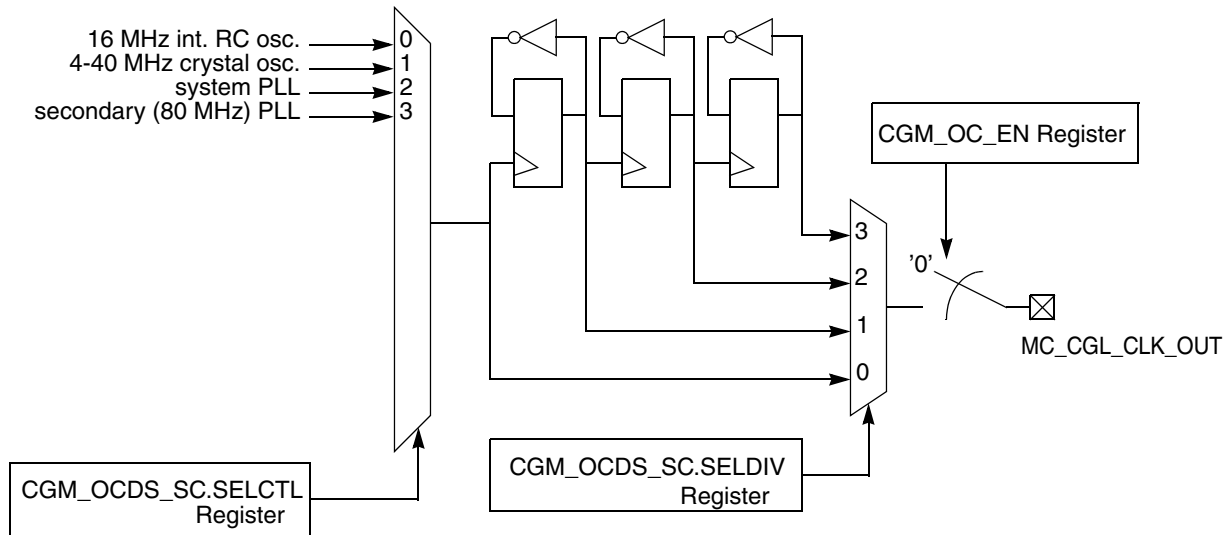 16 MHz int. RC osc.
4-40 MHz crystal osc.
system PLL
secondary (80 MHz) PLL
0
1
2
3
CGM_OC_EN Register
3
2
1
0
'0'
MC_CGL_CLK_OUT
CGM_OCDS_SC.SELCTL
Register
CGM_OCDS_SC.SELDIV
Register